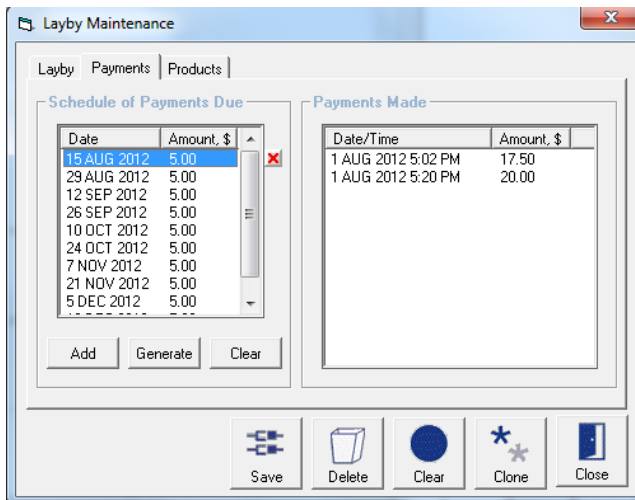 Layby Maintenance
Layby Payments Products
Schedule of Payments Due
Date Amount, $
15 AUG 2012 5.00
29 AUG 2012 5.00
12 SEP 2012 5.00
26 SEP 2012 5.00
10 OCT 2012 5.00
24 OCT 2012 5.00
7 NOV 2012 5.00
21 NOV 2012 5.00
5 DEC 2012 5.00
Add Generate Clear
Payments Made
Date/Time Amount, $
1 AUG 2012 5:02 PM 17.50
1 AUG 2012 5:20 PM 20.00
Save Delete Clear Clone Close